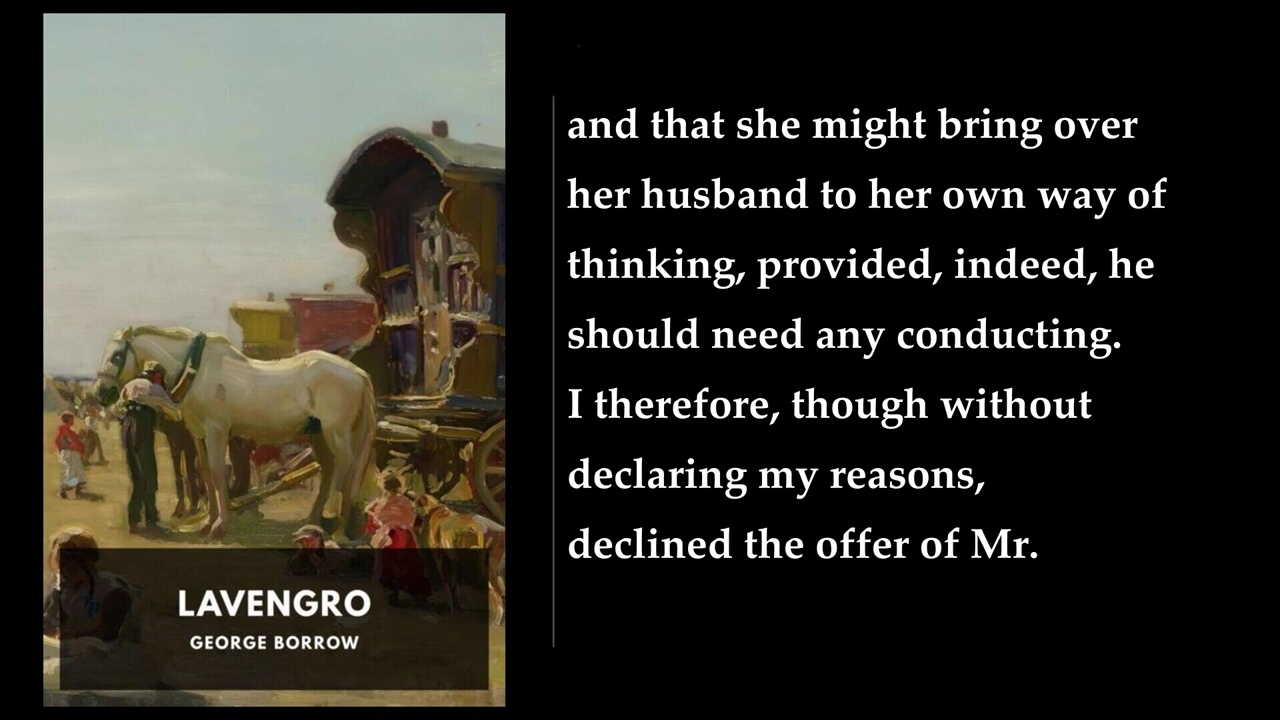 LAVENGRO
GEORGE BORROW
and that she might bring over
her husband to her own way of
thinking, provided, indeed, he
should need any conducting.
I therefore, though without
declaring my reasons,
declined the offer of Mr.